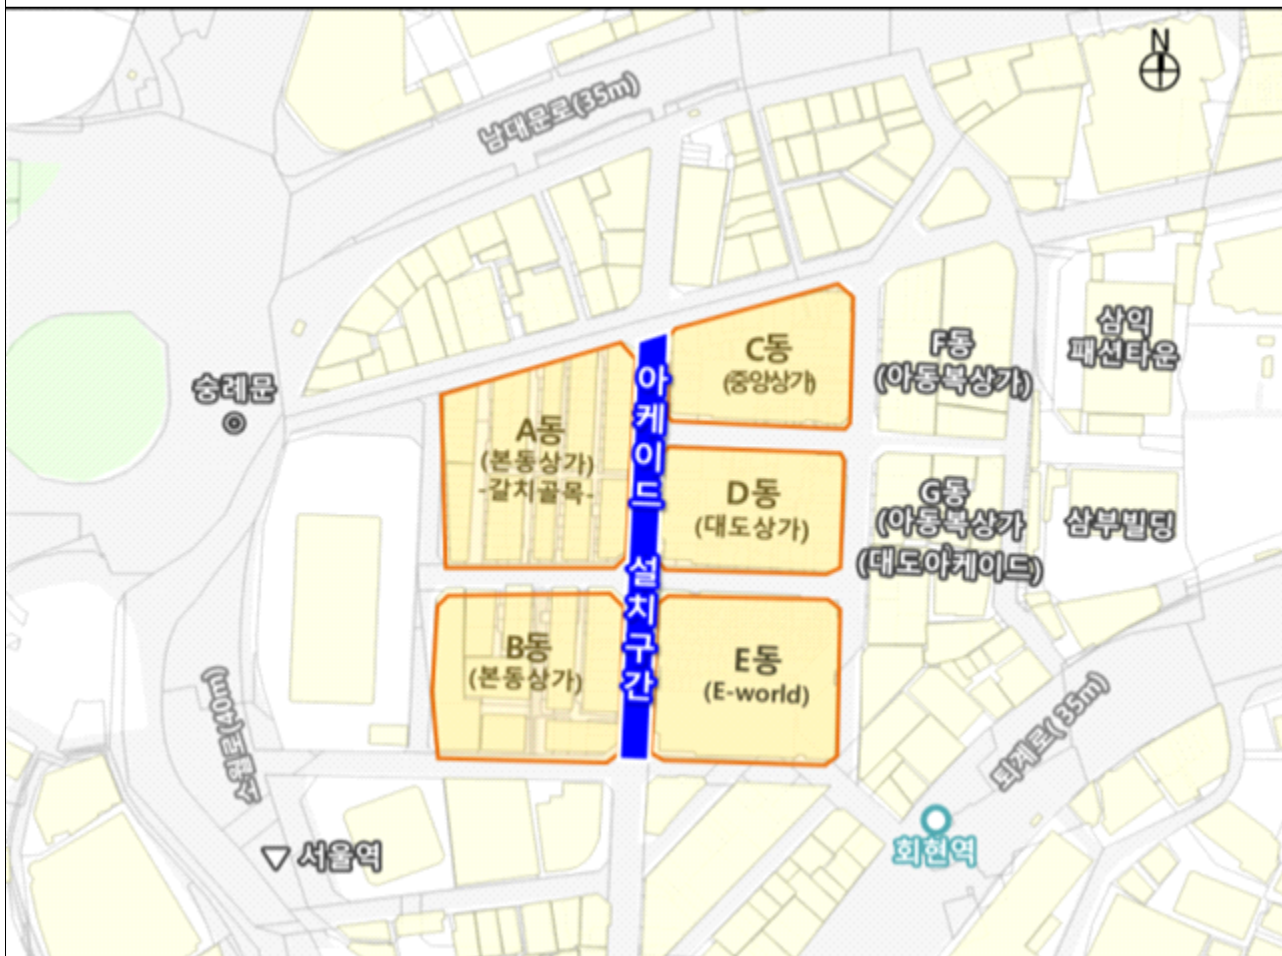 N
남대문로(35m)
숭례문
C동
(중앙상가)
F동
(아동복상가)
삼익
패션타운
A동
(본동상가)
-갈치골목-
아케이드 설치구간
D동
(대도상가)
G동
(아동복상가
(대도아케이드)
삼부빌딩
B동
(본동상가)
E동
(E-world)
소월로(40m)
퇴계로(35m)
서울역
회현역